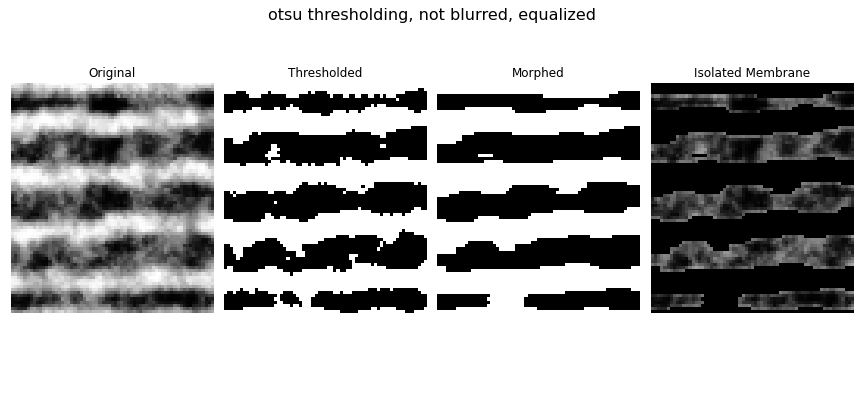 otsu thresholding, not blurred, equalized
Original
Thresholded
Morphed
Isolated Membrane